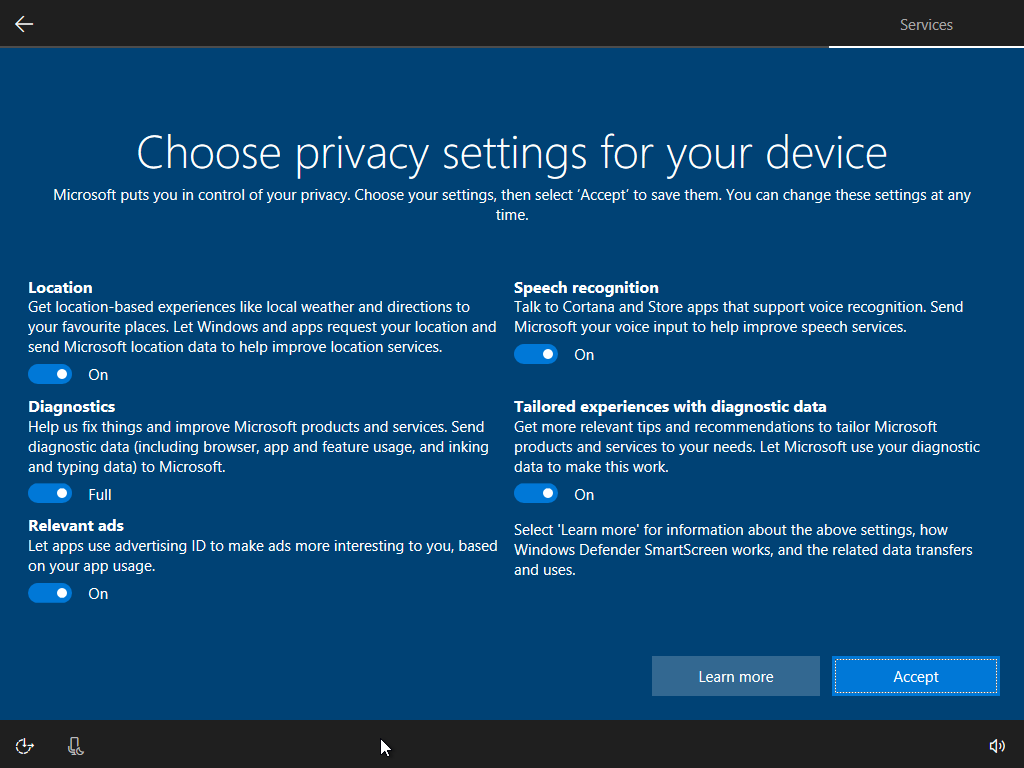 Services
Choose privacy settings for your device
Microsoft puts you in control of your privacy. Choose your settings, then select ‘Accept’ to save them. You can change these settings at any
time.
Location
Get location-based experiences like local weather and directions to
your favourite places. Let Windows and apps request your location and
send Microsoft location data to help improve location services.
On
Diagnostics
Help us fix things and improve Microsoft products and services. Send
diagnostic data (including browser, app and feature usage, and inking
and typing data) to Microsoft.
Full
Relevant ads
Let apps use advertising ID to make ads more interesting to you, based
on your app usage.
On
Speech recognition
Talk to Cortana and Store apps that support voice recognition. Send
Microsoft your voice input to help improve speech services.
On
Tailored experiences with diagnostic data
Get more relevant tips and recommendations to tailor Microsoft
products and services to your needs. Let Microsoft use your diagnostic
data to make this work.
On
Select 'Learn more' for information about the above settings, how
Windows Defender SmartScreen works, and the related data transfers
and uses.
Learn more
Accept